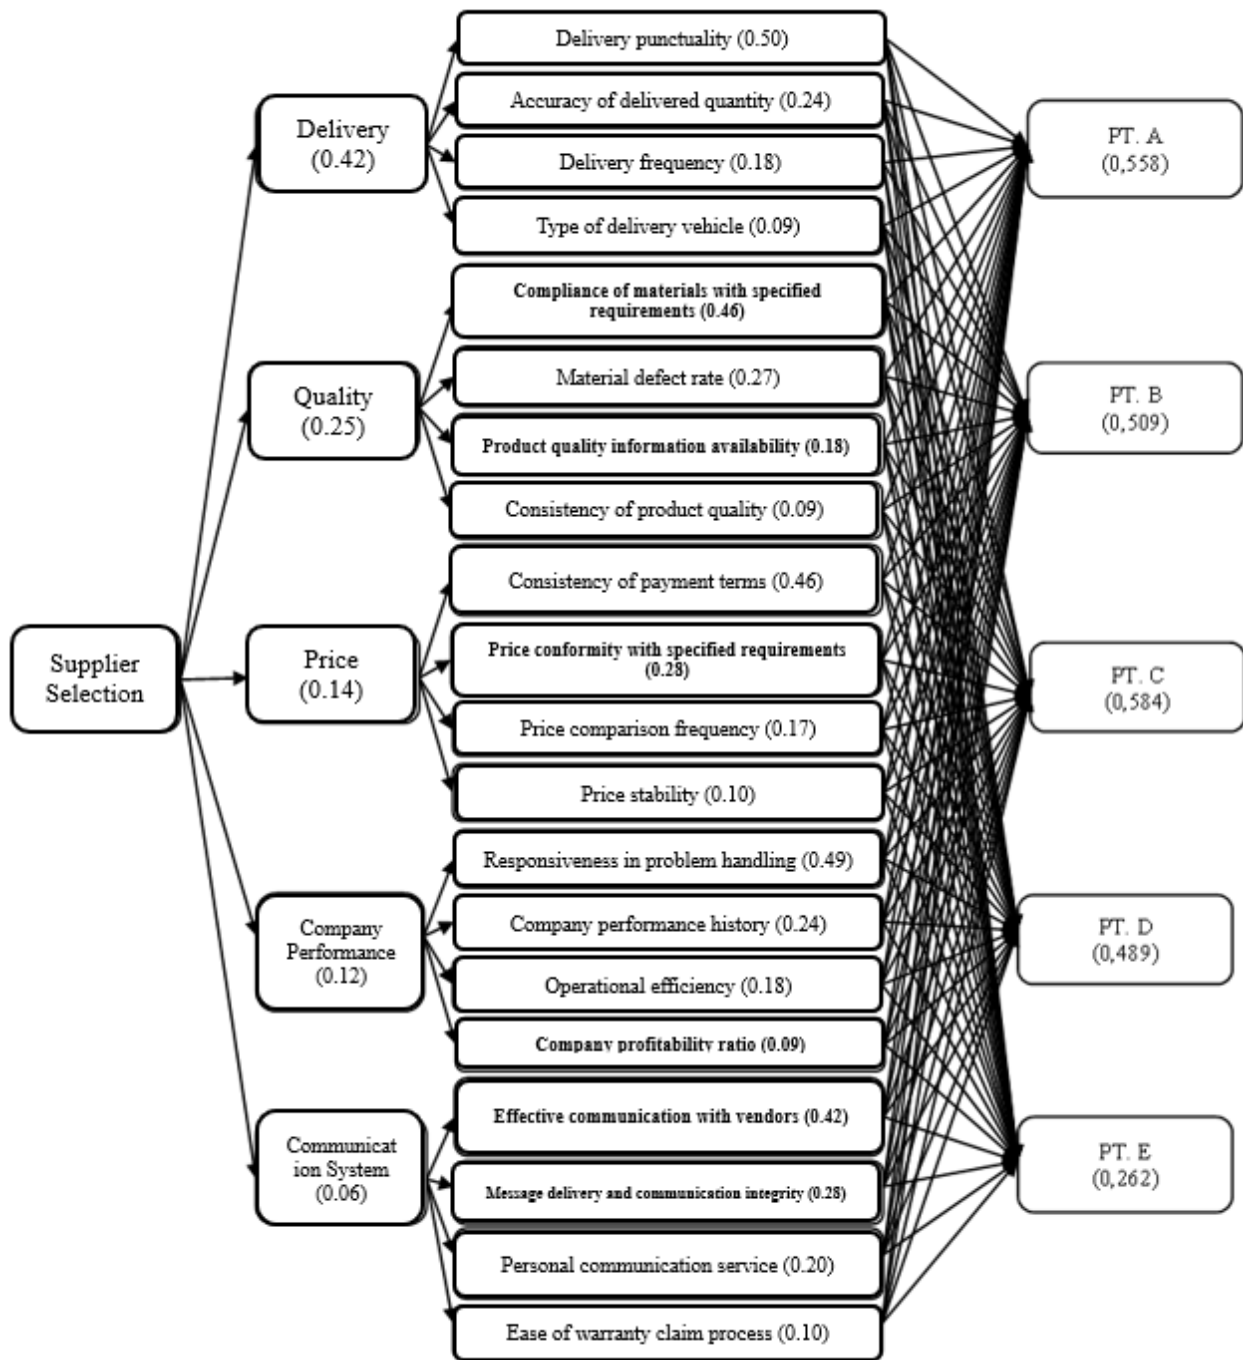 Supplier
Selection
Delivery
(0.42)
Quality
(0.25)
Price
(0.14)
Company
Performance
(0.12)
Communicat
ion System
(0.06)
Delivery punctuality (0.50)
Accuracy of delivered quantity (0.24)
Delivery frequency (0.18)
Type of delivery vehicle (0.09)
Compliance of materials with specified
requirements (0.46)
Material defect rate (0.27)
Product quality information availability (0.18)
Consistency of product quality (0.09)
Consistency of payment terms (0.46)
Price conformity with specified requirements
(0.28)
Price comparison frequency (0.17)
Price stability (0.10)
Responsiveness in problem handling (0.49)
Company performance history (0.24)
Operational efficiency (0.18)
Company profitability ratio (0.09)
Effective communication with vendors (0.42)
Message delivery and communication integrity (0.28)
Personal communication service (0.20)
Ease of warranty claim process (0.10)
PT. A
(0,558)
PT. B
(0,509)
PT. C
(0,584)
PT. D
(0,489)
PT. E
(0,262)